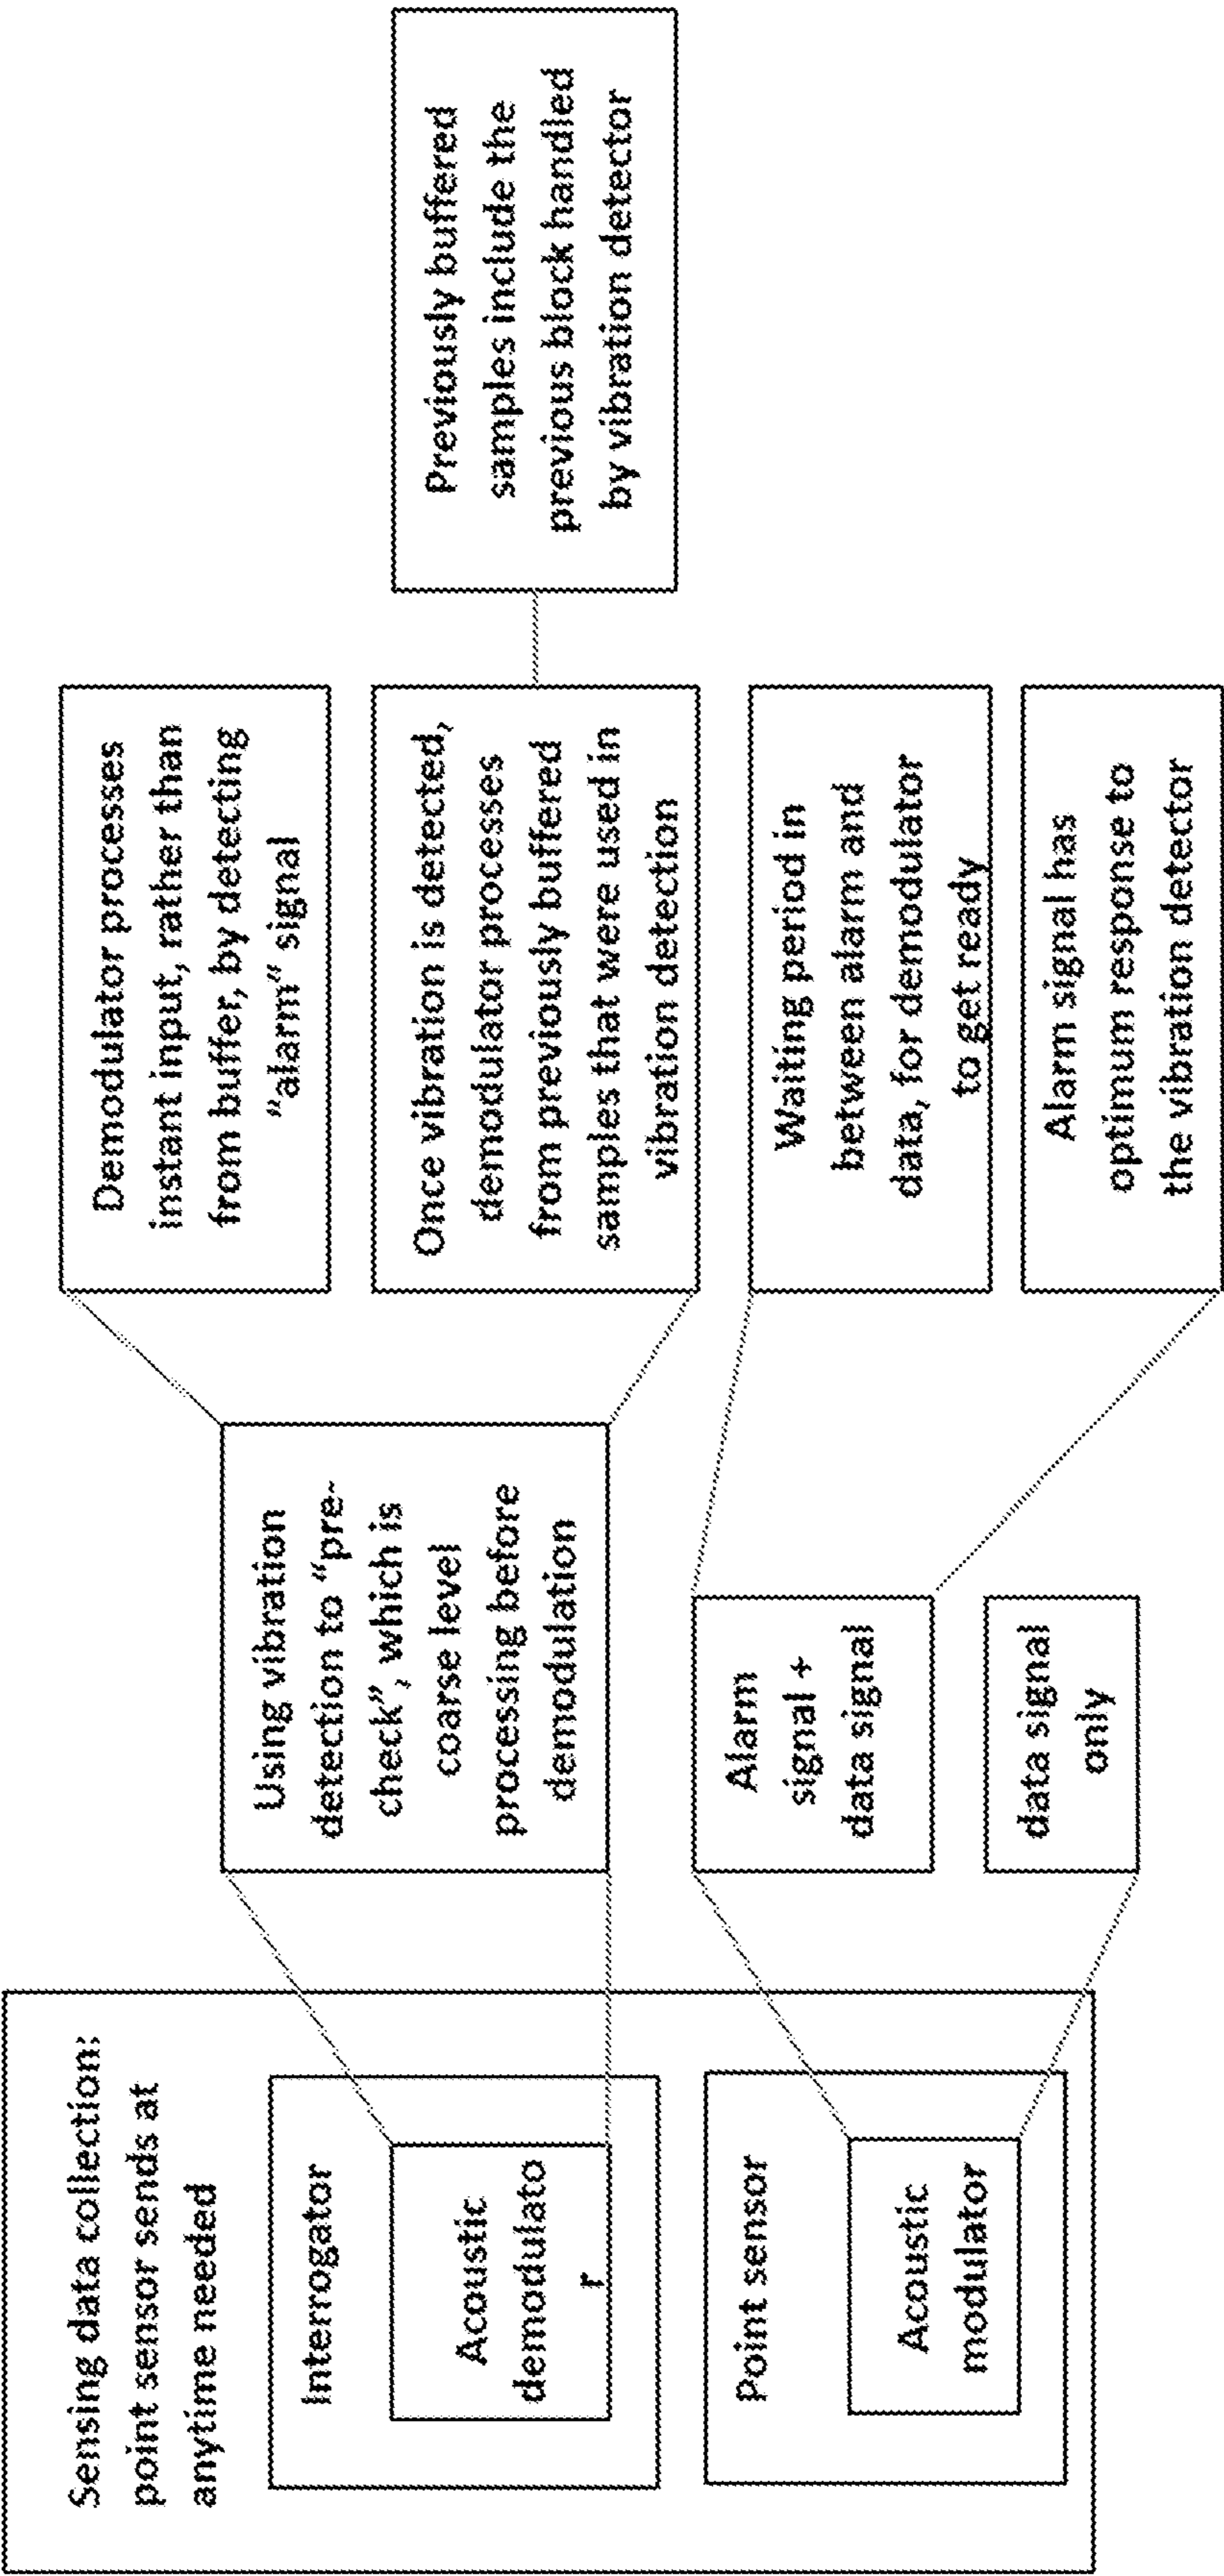 Sensing data collection:
point sensor sends at
anytime needed
Interrogator
Acoustic
demodulato
r
Point sensor
Acoustic
modulator
Using vibration
detection to "pre-
check", which is
coarse level
processing before
demodulation
Alarm
signal +
data signal
data signal
only
Demodulator processes
instant input, rather than
from buffer, by detecting
"alarm" signal
Once vibration is detected,
demodulator processes
from previously buffered
samples that were used in
vibration detection
Waiting period in
between alarm and
data, for demodulator
to get ready
Alarm signal has
optimum response to
the vibration detector
Previously buffered
samples include the
previous block handled
by vibration detector